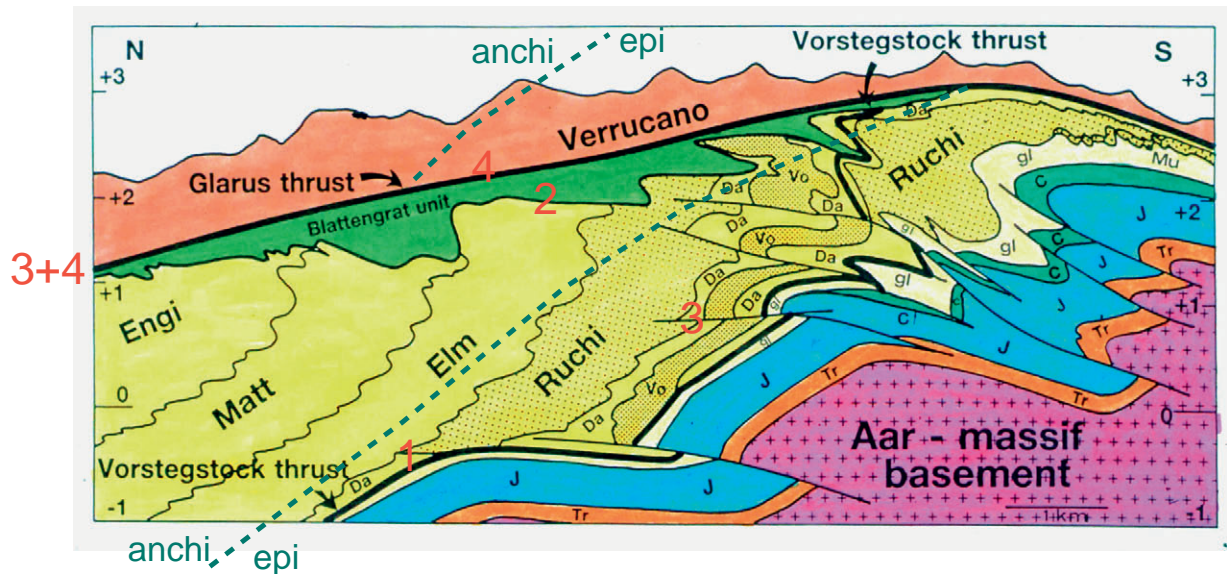 N
anchi
epi
Vorstegstock thrust
S
+3
+3
Verrucano
Da
Glarus thrust
4
Ruchi
gl
Mu
Blattengrat unit
2
Da
Vo
Da
c
+2
J
+2
3+4
gl
gl
Tr
Da
Vo
Da
c
J
+1
Engi
Da
gl
J
+1
Elm
Ruchi
3
Da
c
J
Tr
Matt
gl
0
Vo
J
Tr
Tr
0
Da
1
Aar - massif
basement
Vorstegstock thrust
Da
J
J
1 km
-1
Tr
-1
anchi
epi